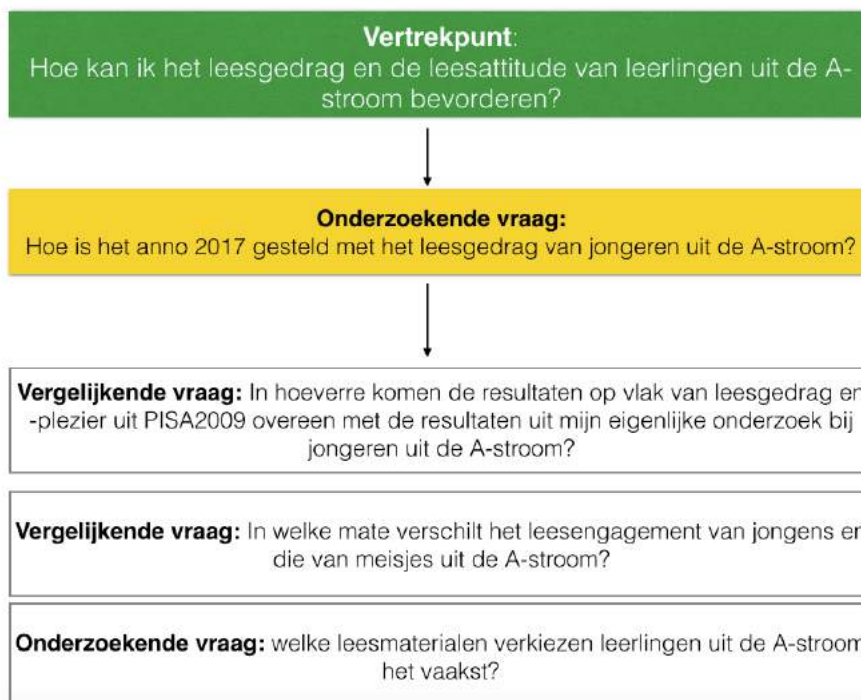 Vertrekpunt:
Hoe kan ik het leesgedrag en de leesattitude van leerlingen uit de A-
stroom bevorderen?
Onderzoekende vraag:
Hoe is het anno 2017 gesteld met het leesgedrag van jongeren uit de A-stroom?
Vergelijkende vraag: In hoeverre komen de resultaten op vlak van leesgedrag en
-plezier uit PISA2009 overeen met de resultaten uit mijn eigenlijke onderzoek bij
jongeren uit de A-stroom?
Vergelijkende vraag: In welke mate verschilt het leesengagement van jongens en
die van meisjes uit de A-stroom?
Onderzoekende vraag: welke leesmaterialen verkiezen leerlingen uit de A-stroom
het vaakst?